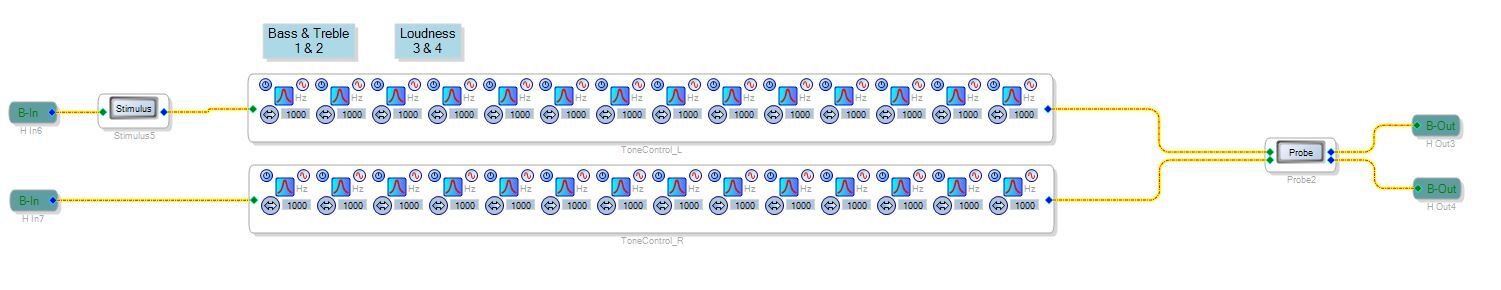 Bass & Treble
1 & 2
Loudness
3 & 4
B-In
H In6
Stimulus
Stimulus5
Hz Hz Hz Hz Hz Hz Hz Hz Hz Hz Hz Hz Hz Hz
1000 1000 1000 1000 1000 1000 1000 1000 1000 1000 1000 1000 1000 1000
ToneControl_L
B-In
H In7
Hz Hz Hz Hz Hz Hz Hz Hz Hz Hz Hz Hz Hz Hz
1000 1000 1000 1000 1000 1000 1000 1000 1000 1000 1000 1000 1000 1000
ToneControl_R
Probe
Probe2
B-Out
H Out3
B-Out
H Out4